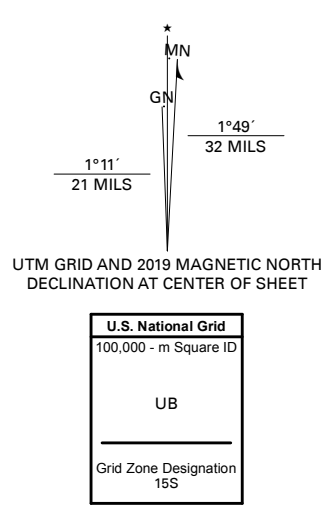 ★
MN
GN
1°49´
32 MILS
1°11´
21 MILS
UTM GRID AND 2019 MAGNETIC NORTH
DECLINATION AT CENTER OF SHEET
U.S. National Grid
100,000 - m Square ID
UB
Grid Zone Designation
15S